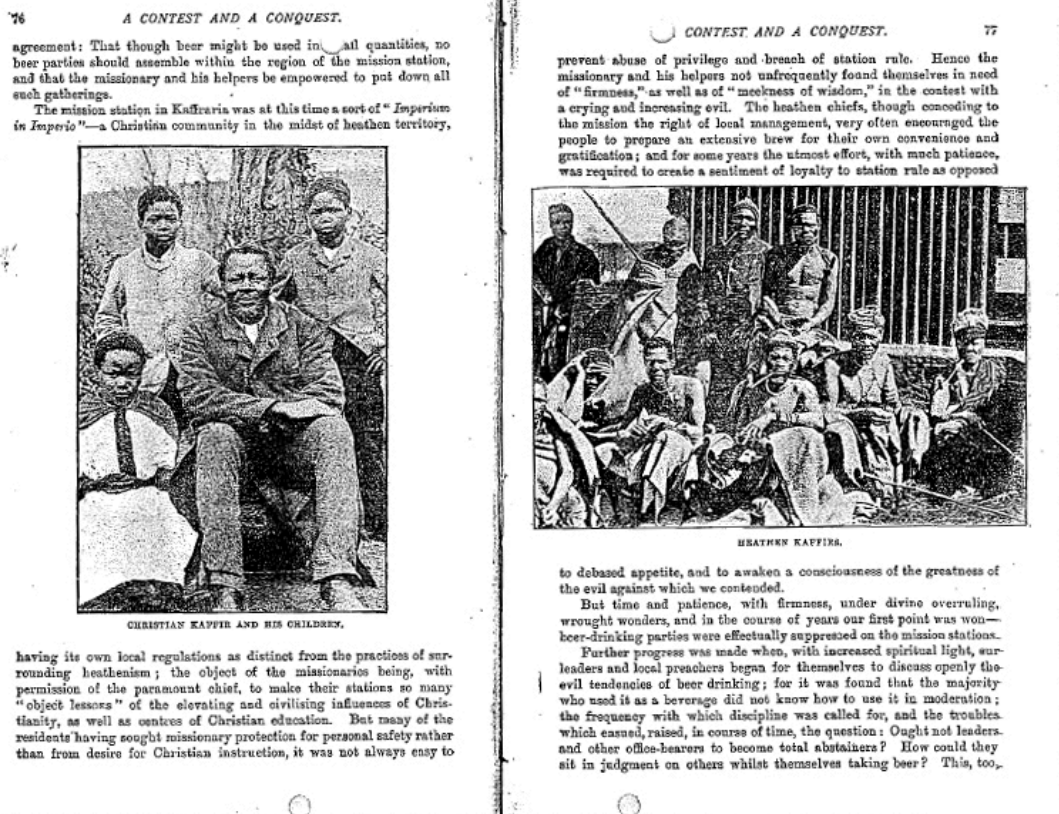 76
A CONTEST AND A CONQUEST.
agreement: That though beer might be used in all quantities, no
beer parties should assemble within the region of the mission station,
and that the missionary and his helpers be empowered to put down all
such gatherings.
The mission station in Kaffraria was at this time a sort of "Imperium
in Imperio"—a Christian community in the midst of heathen territory,
CHRISTIAN KAFFIR AND HIS CHILDREN.
having its own local regulations as distinct from the practices of sur-
rounding heathenism; the object of the missionaries being, with
permission of the paramount chief, to make their stations so many
"object lessons" of the elevating and civilising influences of Chris-
tianity, as well as centres of Christian education. But many of the
residents having sought missionary protection for personal safety rather
than from desire for Christian instruction, it was not always easy to
CONTEST AND A CONQUEST.
77
prevent abuse of privilege and breach of station rule. Hence the
missionary and his helpers not unfrequently found themselves in need
of "firmness," as well as of "meekness of wisdom," in the contest with
a crying and increasing evil. The heathen chiefs, though conceding to
the mission the right of local management, very often encouraged the
people to prepare an extensive brew for their own convenience and
gratification; and for some years the utmost effort, with much patience,
was required to create a sentiment of loyalty to station rule as opposed
HEATHEN KAFFIRS.
to debased appetite, and to awaken a consciousness of the greatness of
the evil against which we contended.
But time and patience, with firmness, under divine overruling,
wrought wonders, and in the course of years our first point was won—
beer-drinking parties were effectually suppressed on the mission stations.
Further progress was made when, with increased spiritual light, our
leaders and local preachers began for themselves to discuss openly the
evil tendencies of beer drinking; for it was found that the majority
who used it as a beverage did not know how to use it in moderation;
the frequency with which discipline was called for, and the troubles
which ensued, raised, in course of time, the question: Ought not leaders
and other office-bearers to become total abstainers? How could they
sit in judgment on others whilst themselves taking beer? This, too,